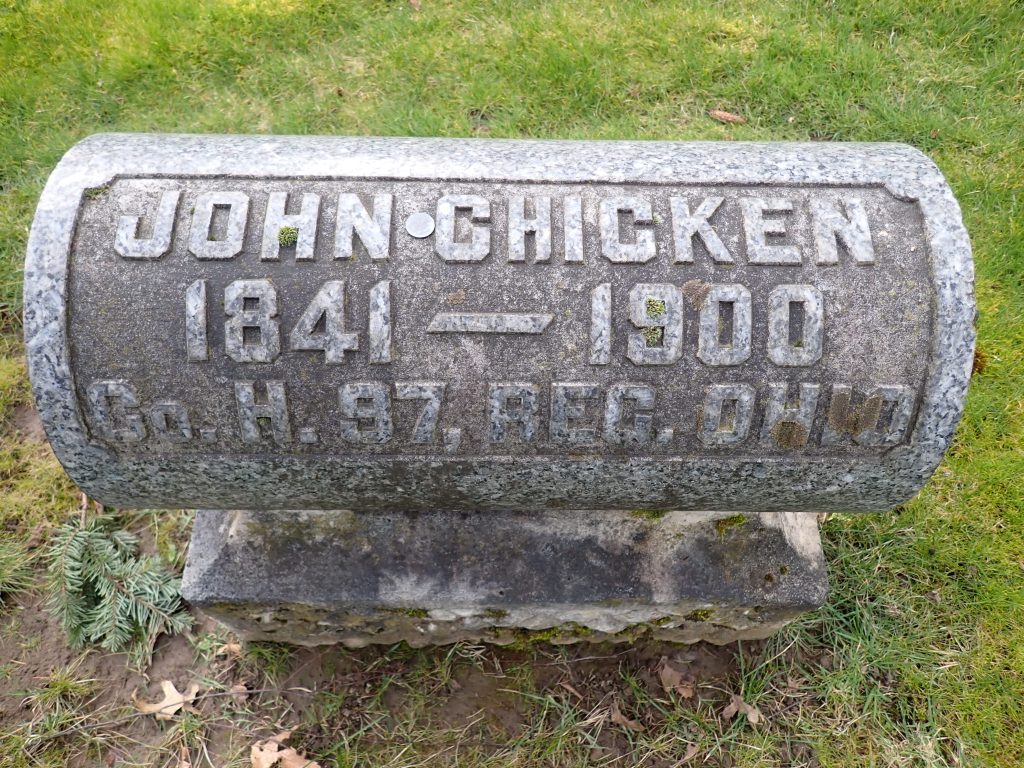 JOHN CHICKEN
1841 — 1900
Co. H. 97, REG. OHIO